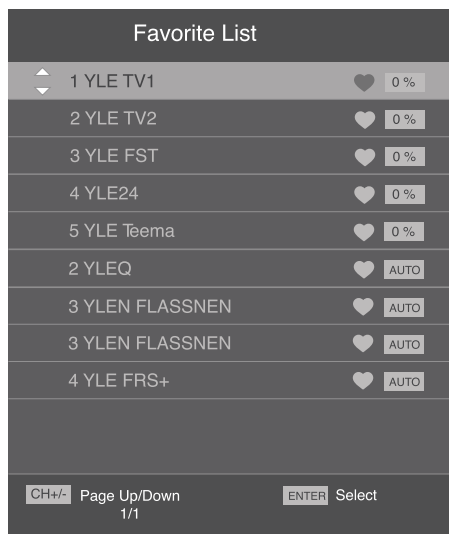 Favorite List
1 YLE TV1 0 %
2 YLE TV2 0 %
3 YLE FST 0 %
4 YLE24 0 %
5 YLE Teema 0 %
2 YLEQ AUTO
3 YLEN FLASSNEN AUTO
3 YLEN FLASSNEN AUTO
4 YLE FRS+ AUTO
CH+/- Page Up/Down ENTER Select
1/1